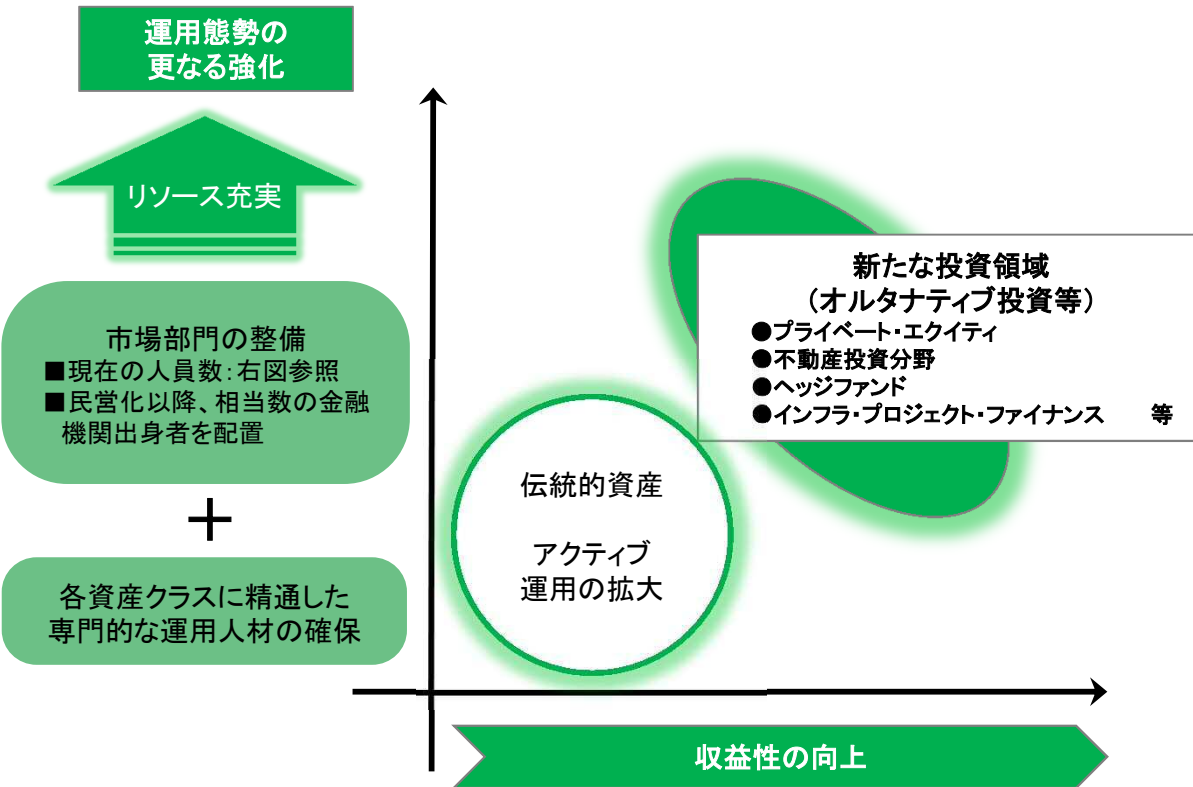 運用態勢の
更なる強化
リソース充実
市場部門の整備
■現在の人員数：右図参照
■民営化以降、相当数の金融
機関出身者を配置
＋
各資産クラスに精通した
専門的な運用人材の確保
新たな投資領域
（オルタナティブ投資等）
●プライベート・エクイティ
●不動産投資分野
●ヘッジファンド
●インフラ・プロジェクト・ファイナンス　等
伝統的資産
アクティブ
運用の拡大
収益性の向上